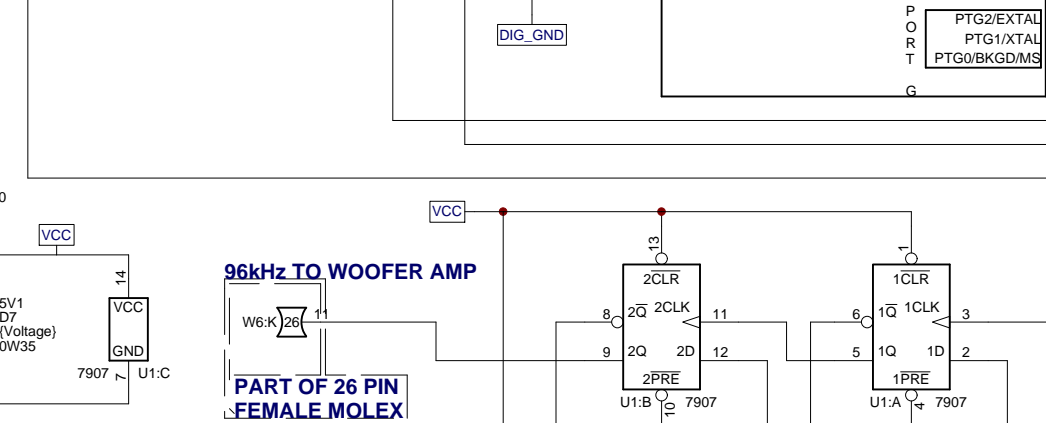 P
O
R
T
G
PTG2/EXTAL
PTG1/XTAL
PTG0/BKGD/MS
DIG_GND
0
VCC
VCC
14
5V1
D7
{Voltage}
0W35
VCC
GND
7907
7
U1:C
96kHz TO WOOFER AMP
W6:K
26
11
PART OF 26 PIN
FEMALE MOLEX
13
2CLR
8
2Q
2CLK
11
9
2Q
2D
12
2PRE
U1:B
10
7907
1
1CLR
6
1Q
1CLK
3
5
1Q
1D
2
1PRE
U1:A
4
7907